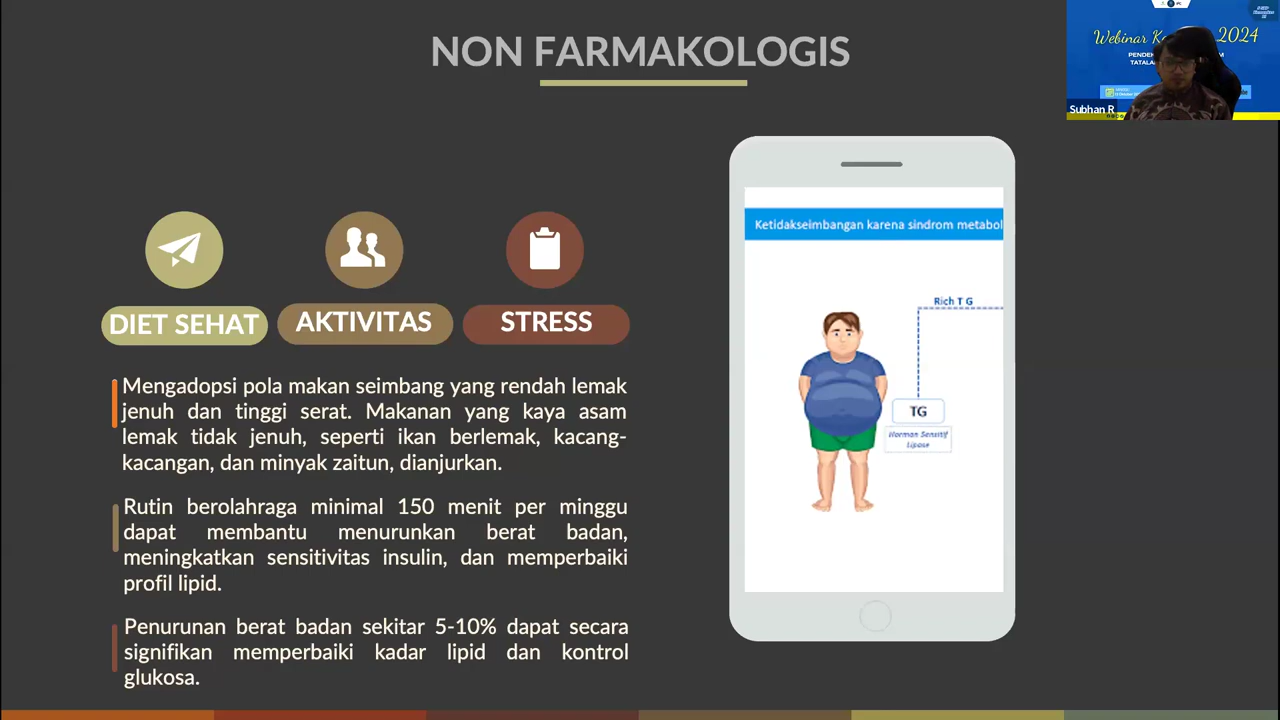 NON FARMAKOLOGIS
Webinar
2024
Subhan R
DIET SEHAT
AKTIVITAS
STRESS
Mengadopsi pola makan seimbang yang rendah lemak
jenuh dan tinggi serat. Makanan yang kaya asam
lemak tidak jenuh, seperti ikan berlemak, kacang-
kacangan, dan minyak zaitun, dianjurkan.
Rutin berolahraga minimal 150 menit per minggu
dapat membantu menurunkan berat badan,
meningkatkan sensitivitas insulin, dan memperbaiki
profil lipid.
Penurunan berat badan sekitar 5-10% dapat secara
signifikan memperbaiki kadar lipid dan kontrol
glukosa.
Ketidakseimbangan karena sindrom metabol
Rich T G
TG
Hormon Sensitif
Lipase